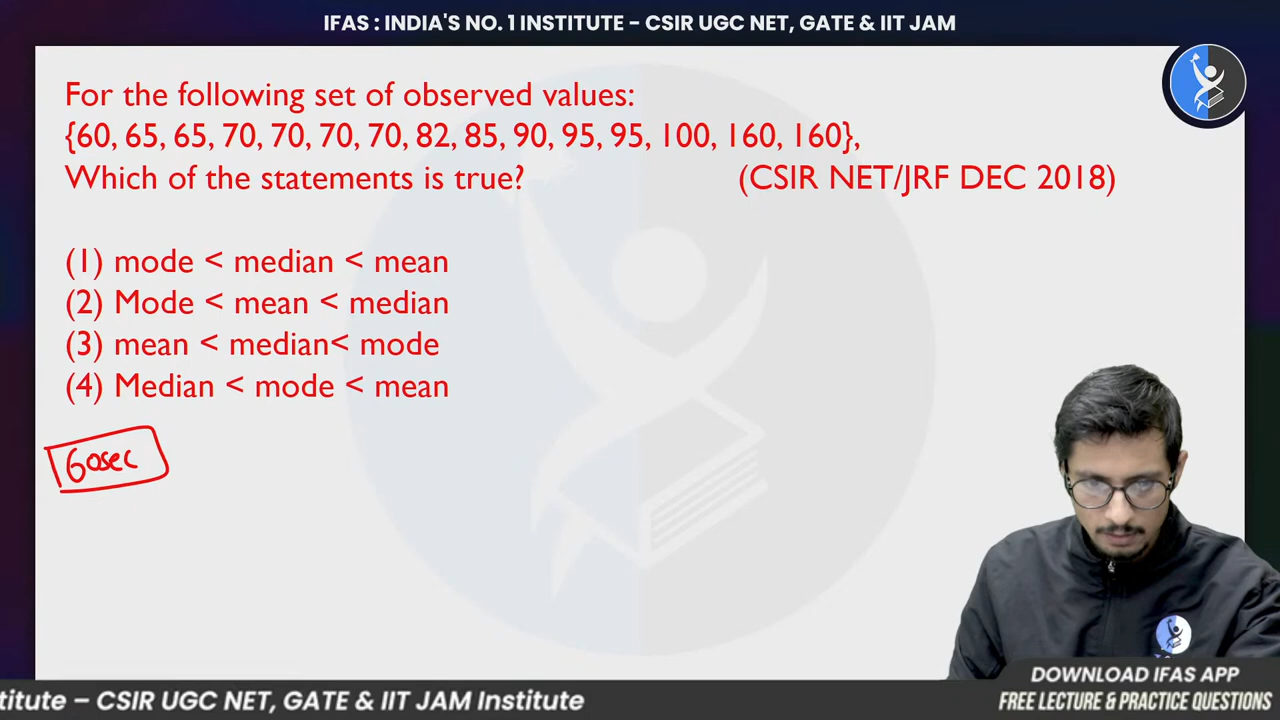 IFAS : INDIA'S NO. 1 INSTITUTE - CSIR UGC NET, GATE & IIT JAM
For the following set of observed values:
{60, 65, 65, 70, 70, 70, 70, 82, 85, 90, 95, 95, 100, 160, 160},
Which of the statements is true? (CSIR NET/JRF DEC 2018)
(1) mode < median < mean
(2) Mode < mean < median
(3) mean < median< mode
(4) Median < mode < mean
60sec
DOWNLOAD IFAS APP
titute – CSIR UGC NET, GATE & IIT JAM Institute
FREE LECTURE & PRACTICE QUESTIONS